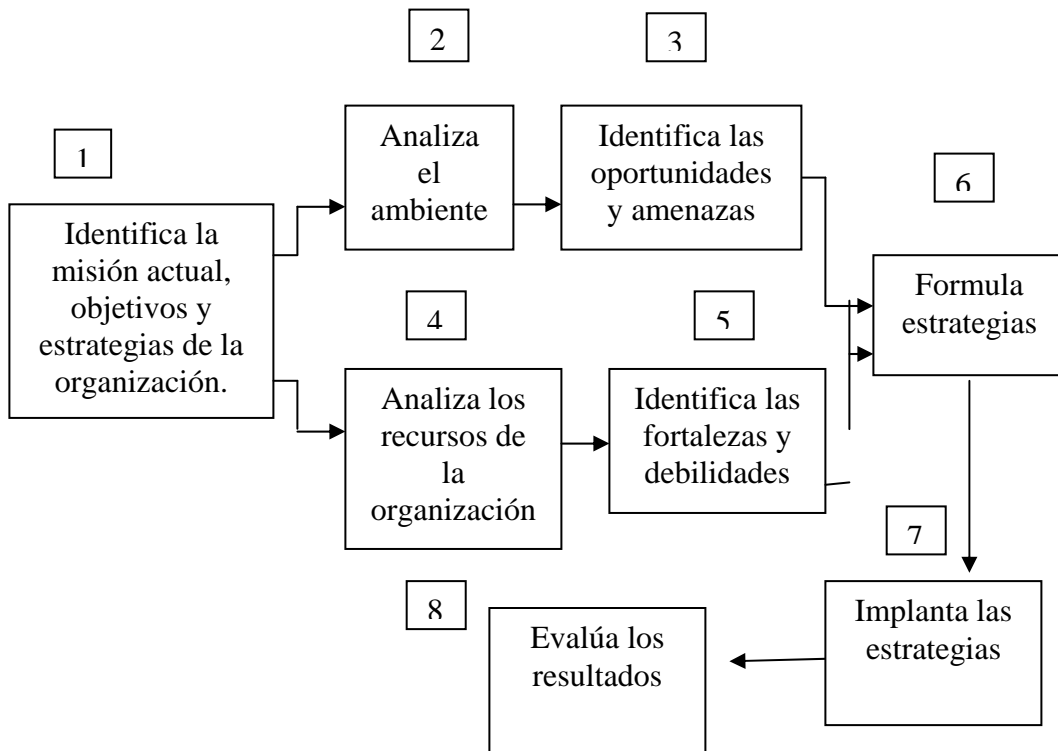 1
Identifica la
misión actual,
objetivos y
estrategias de la
organización.
2
Analiza
el
ambiente
3
Identifica las
oportunidades
y amenazas
4
Analiza los
recursos de
la
organización
5
Identifica las
fortalezas y
debilidades
6
Formula
estrategias
7
Implanta las
estrategias
8
Evalúa los
resultados